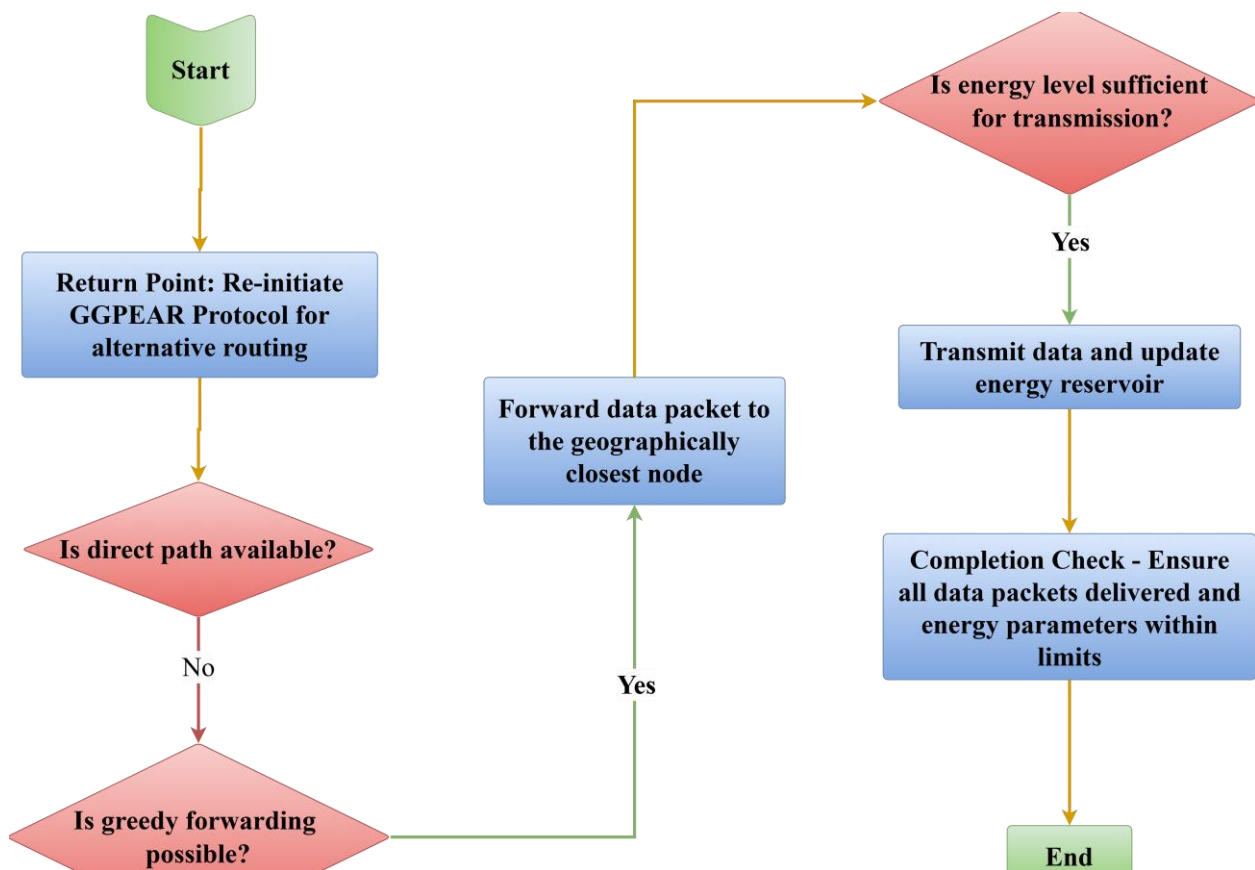 Start
Return Point: Re-initiate
GGPEAR Protocol for
alternative routing
Is direct path available?
No
Is greedy forwarding
possible?
Yes
Forward data packet to
the geographically
closest node
Is energy level sufficient
for transmission?
Yes
Transmit data and update
energy reservoir
Completion Check - Ensure
all data packets delivered and
energy parameters within
limits
End